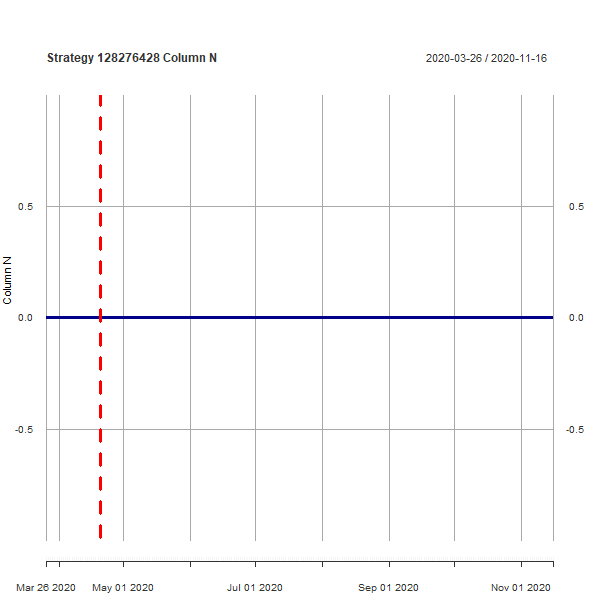 Strategy 128276428 Column N
2020-03-26 / 2020-11-16
0.5
0.5
Column N
0.0
0.0
-0.5
-0.5
Mar 26 2020
May 01 2020
Jul 01 2020
Sep 01 2020
Nov 01 2020